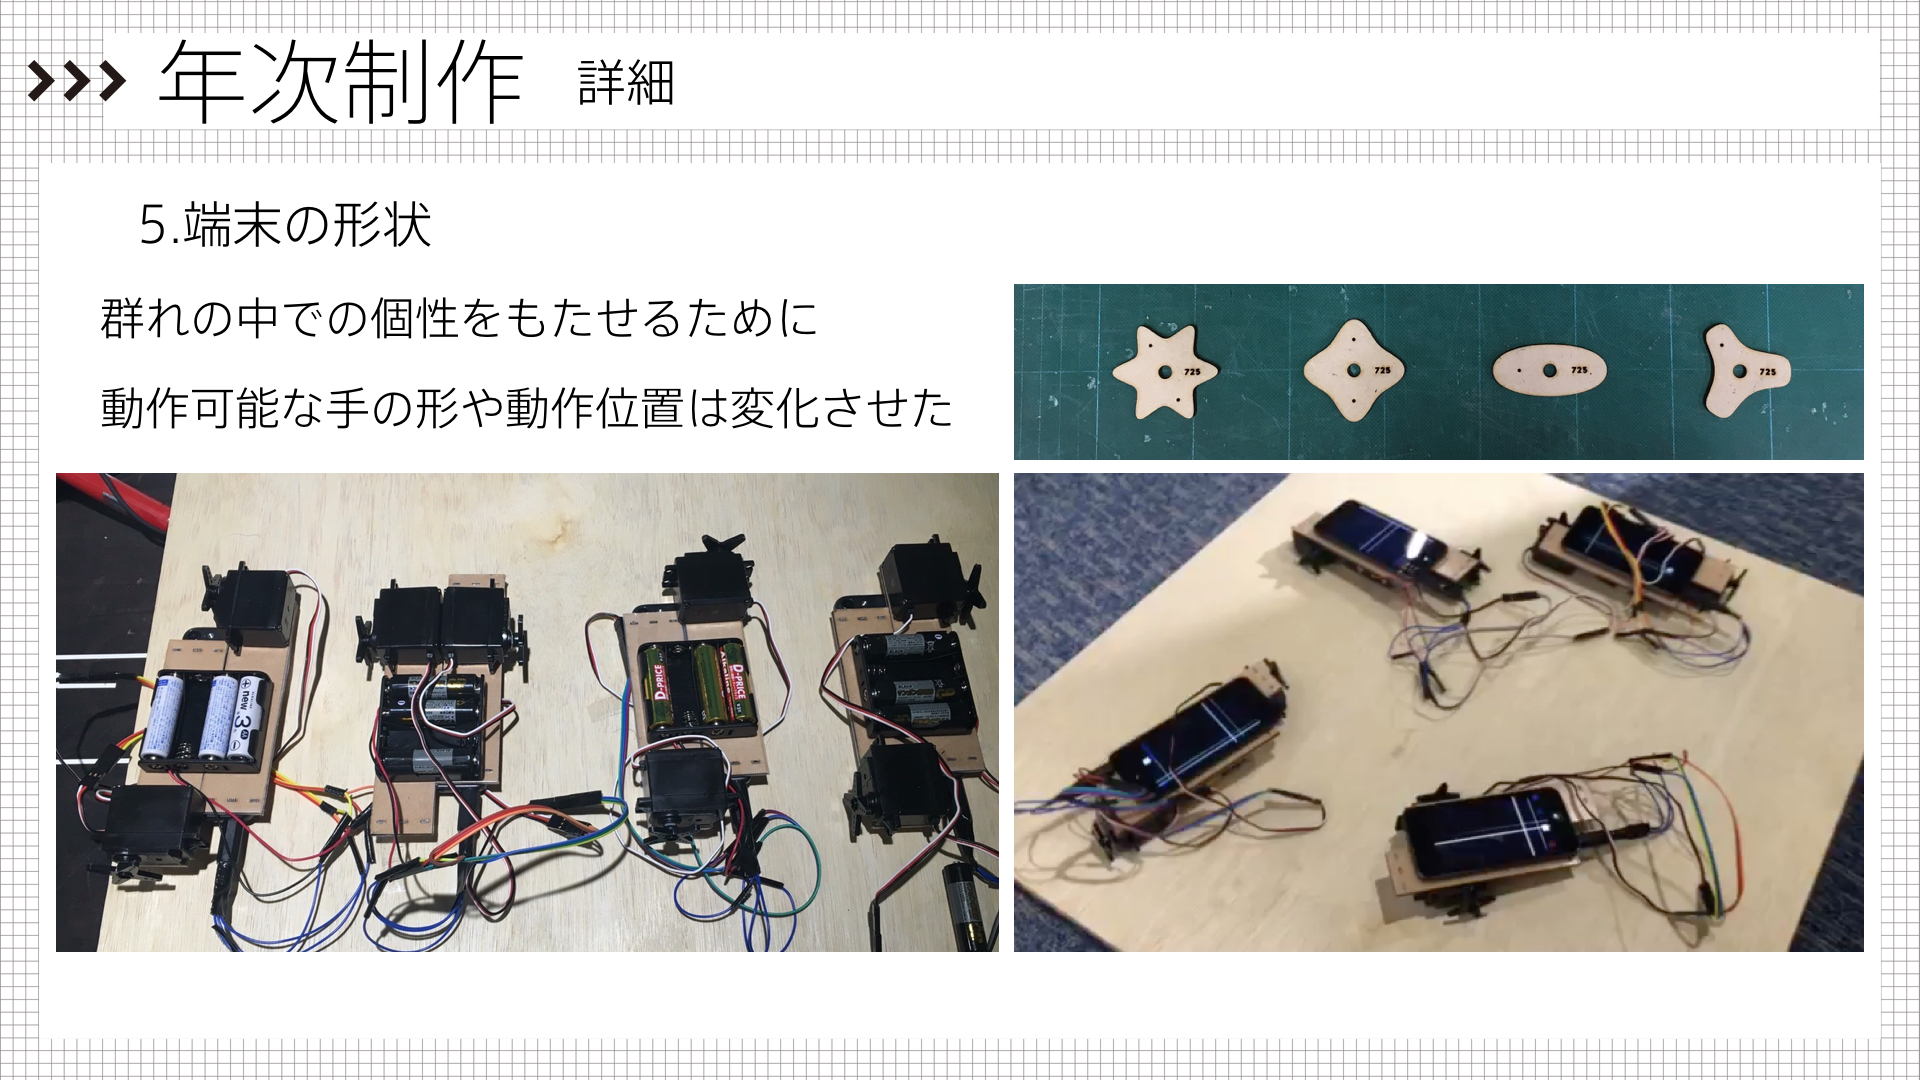 年次制作 詳細
5.端末の形状
群れの中での個性をもたせるために
動作可能な手の形や動作位置は変化させた
725
725
725
725
new
3
D-PRICE
D-PRICE